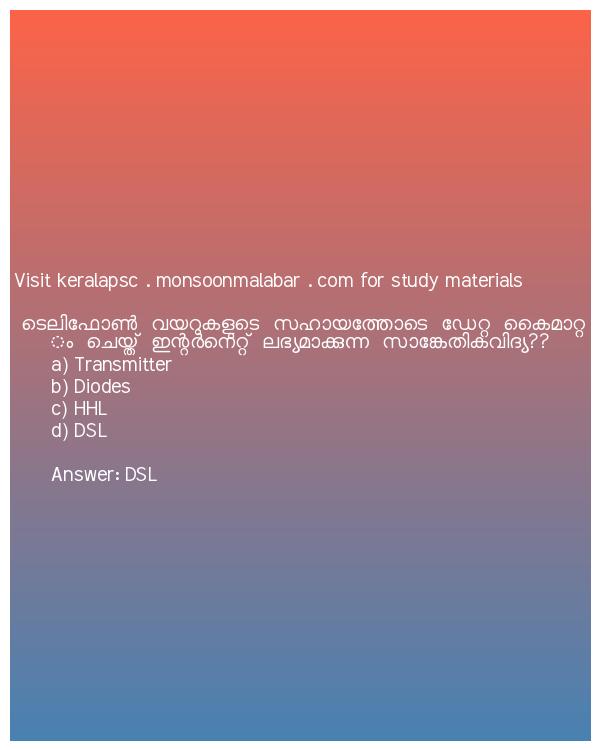 Visit keralapsc . monsoonmalabar . com for study materials
ടെലിഫോൺ വയറുകളുടെ സഹായത്തോടെ ഡേറ്റ കൈമാറ്റ
ം ചെയ്ത് ഇന്റർനെറ്റ് ലഭ്യമാക്കുന്ന സാങ്കേതികവിദ്യ??
a) Transmitter
b) Diodes
c) HHL
d) DSL
Answer: DSL